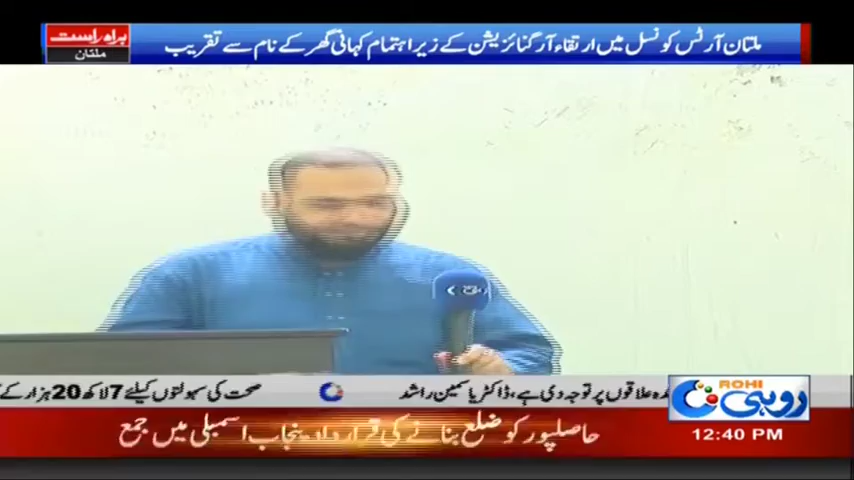 براہ راست
ملتان
ملتان آرٹس کونسل میں ارتقاء آرگنائزیشن کے زیر اہتمام کہانی گھر کے نام سے تقریب
دہ علاقوں پر توجہ دی ہے، ڈاکٹر یاسمین راشد
صحت کی سہولتوں کیلئے 7 لاکھ 20 ہزار کے
ROHI
روہی
حاصلپور کو ضلع بنانے کی قرارداد پنجاب اسمبلی میں جمع
12:40 PM